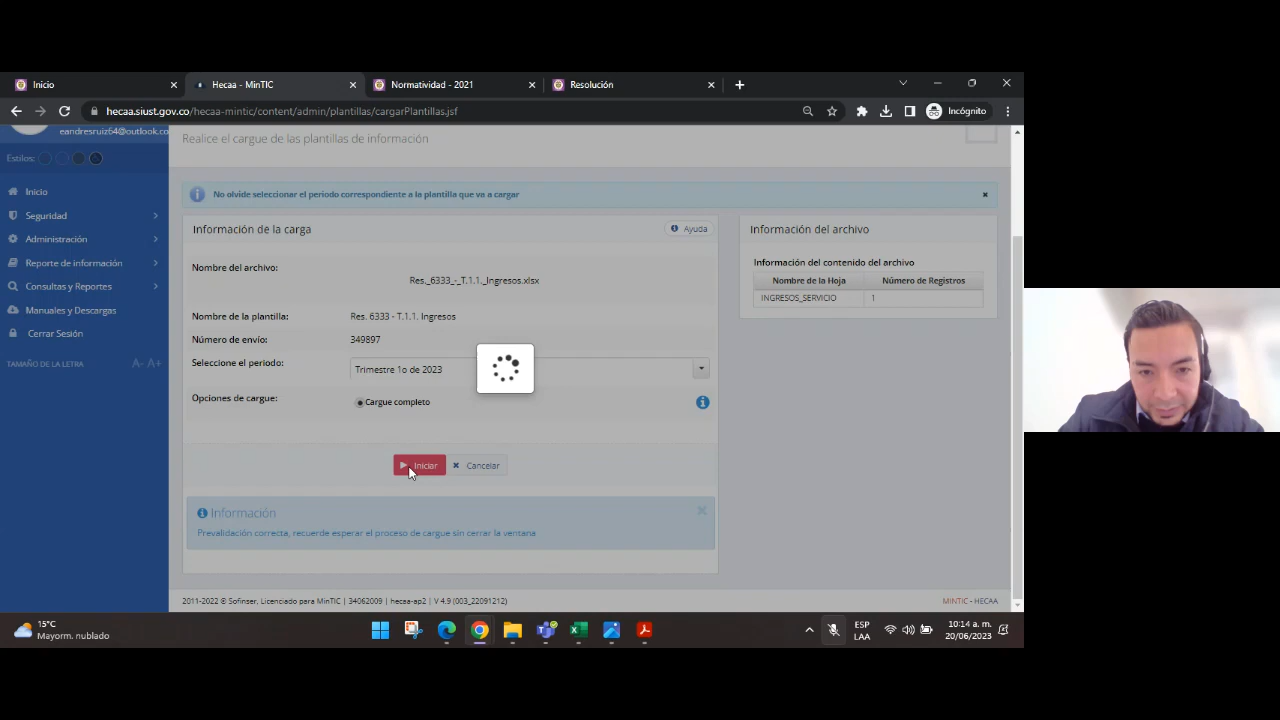 Inicio
Hecaa - MinTIC
Normatividad - 2021
Resolución
hecaa.siust.gov.co/hecaa-mintic/content/admin/plantillas/cargarPlantillas.jsf
Incógnito
eandresruiz64@outlook.co
Estilos:
Inicio
Seguridad
Administración
Reporte de información
Consultas y Reportes
Manuales y Descargas
Cerrar Sesión
TAMAÑO DE LA LETRA A- A+
Realice el cargue de las plantillas de información
No olvide seleccionar el periodo correspondiente a la plantilla que va a cargar
Información de la carga
Ayuda
Nombre del archivo:
Res._6333_-_T.1.1._Ingresos.xlsx
Nombre de la plantilla: Res. 6333 - T.1.1. Ingresos
Número de envío: 349897
Seleccione el periodo: Trimestre 1o de 2023
Opciones de cargue: Cargue completo
Iniciar Cancelar
Información
Prevalidación correcta, recuerde esperar el proceso de cargue sin cerrar la ventana
Información del archivo
Información del contenido del archivo
Nombre de la Hoja Número de Registros
INGRESOS_SERVICIO 1
2011-2022 © Sofinser. Licenciado para MinTIC | 34062009 | hecaa-ap2 | V 4.9 (003_22091212)
MINTIC - HECAA
15°C
Mayorm. nublado
ESP
LAA
10:14 a. m.
20/06/2023